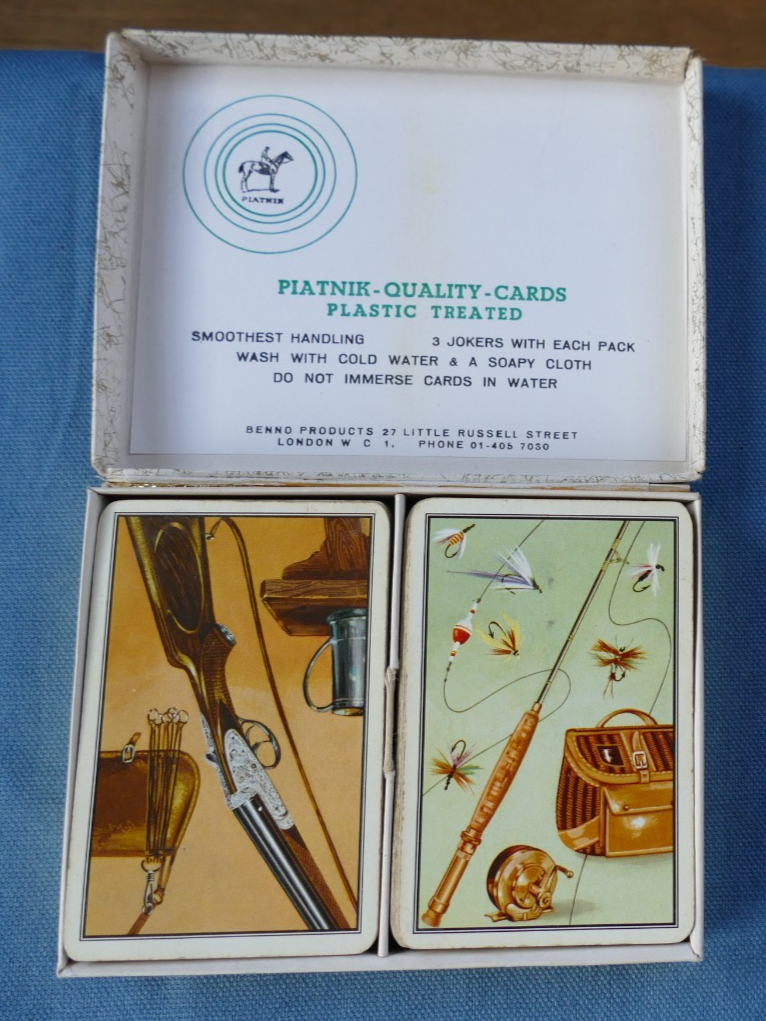 PIATNIK
PIATNIK-QUALITY-CARDS
PLASTIC TREATED
SMOOTHEST HANDLING 3 JOKERS WITH EACH PACK
WASH WITH COLD WATER & A SOAPY CLOTH
DO NOT IMMERSE CARDS IN WATER
BENNO PRODUCTS 27 LITTLE RUSSELL STREET
LONDON W C 1. PHONE 01-405 7050